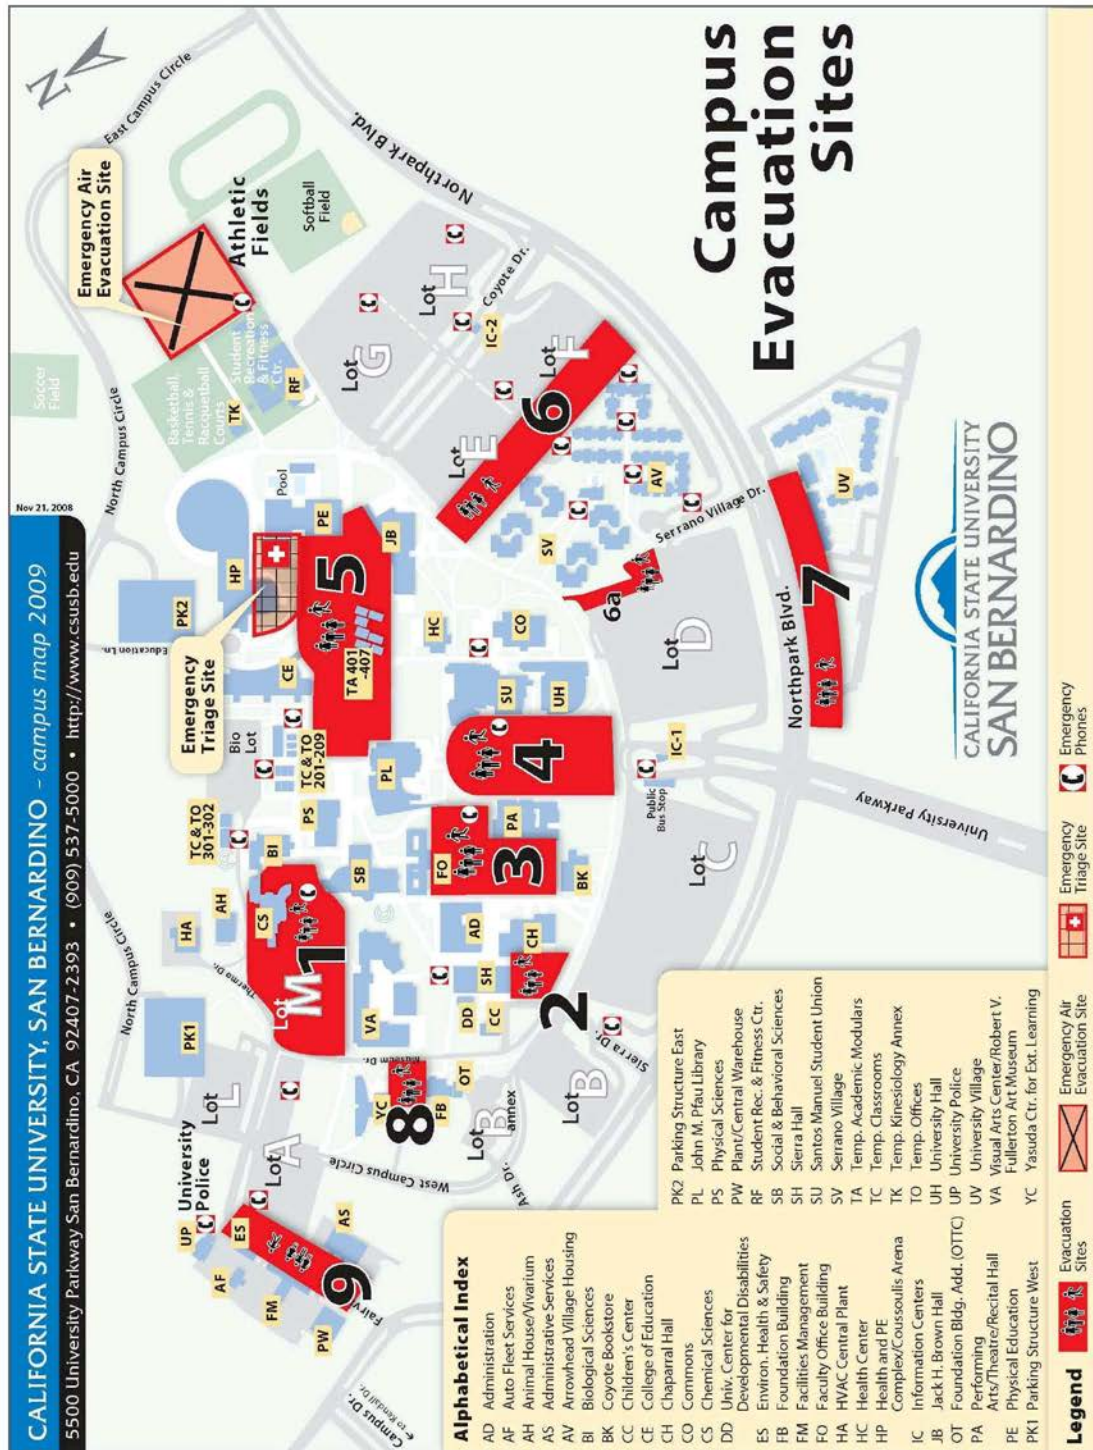 CALIFORNIA STATE UNIVERSITY, SAN BERNARDINO - campus map 2009
5500 University Parkway San Bernardino, CA 92407-2393 • (909) 537-5000 • http://www.csusb.edu
Nov 21, 2008
N
Campus
Evacuation
Sites
Emergency Air
Evacuation Site
Athletic
Fields
Softball
Field
Soccer
Field
Basketball,
Tennis &
Racquetball
Courts
Student
Recreation
& Fitness
Ctr.
TK
RF
East Campus Circle
North Campus Circle
Northpark Blvd.
Coyote Dr.
Lot
H
Lot
G
Lot
F
Lot
E
IC-2
6
Pool
PE
JB
HP
PK2
Education Ln.
Emergency
Triage Site
5
TA 401
-407
CE
Bio
Lot
TC & TO
201-209
TC & TO
301-302
PL
PS
BI
SB
HC
CO
SU
UH
SV
AV
UV
6a
Serrano Village Dr.
Lot
D
Northpark Blvd.
7
4
3
FO
PA
BK
IC-1
Public
Bus Stop
University Parkway
Lot
C
HA
AH
CS
Lot
M
1
Thermo Dr.
North Campus Circle
PK1
VA
AD
CH
SH
DD
CC
2
Museum Dr.
Sierra Dr.
YC
8
FB
OT
Lot
B
annex
Lot
B
Ash Dr.
West Campus Circle
Lot
L
Lot
A
University
Police
UP
ES
AS
AF
FM
PW
9
Fairv
Campus Dr.
to Kendall Dr.
CALIFORNIA STATE UNIVERSITY
SAN BERNARDINO
Alphabetical Index
AD Administration
AF Auto Fleet Services
AH Animal House/Vivarium
AS Administrative Services
AV Arrowhead Village Housing
BI Biological Sciences
BK Coyote Bookstore
CC Children's Center
CE College of Education
CH Chaparral Hall
CO Commons
CS Chemical Sciences
DD Univ. Center for
Developmental Disabilities
ES Environ. Health & Safety
FB Foundation Building
FM Facilities Management
FO Faculty Office Building
HA HVAC Central Plant
HC Health Center
HP Health and PE
Complex/Coussoulis Arena
IC Information Centers
JB Jack H. Brown Hall
OT Foundation Bldg. Add. (OTTC)
PA Performing
Arts/Theatre/Recital Hall
PE Physical Education
PK1 Parking Structure West
PK2 Parking Structure East
PL John M. Pfau Library
PS Physical Sciences
PW Plant/Central Warehouse
RF Student Rec. & Fitness Ctr.
SB Social & Behavioral Sciences
SH Sierra Hall
SU Santos Manuel Student Union
SV Serrano Village
TA Temp. Academic Modulars
TC Temp. Classrooms
TK Temp. Kinesiology Annex
TO Temp. Offices
UH University Hall
UP University Police
UV University Village
VA Visual Arts Center/Robert V.
Fullerton Art Museum
YC Yasuda Ctr. for Ext. Learning
Legend
Evacuation
Sites
Emergency Air
Evacuation Site
Emergency
Triage Site
Emergency
Phones